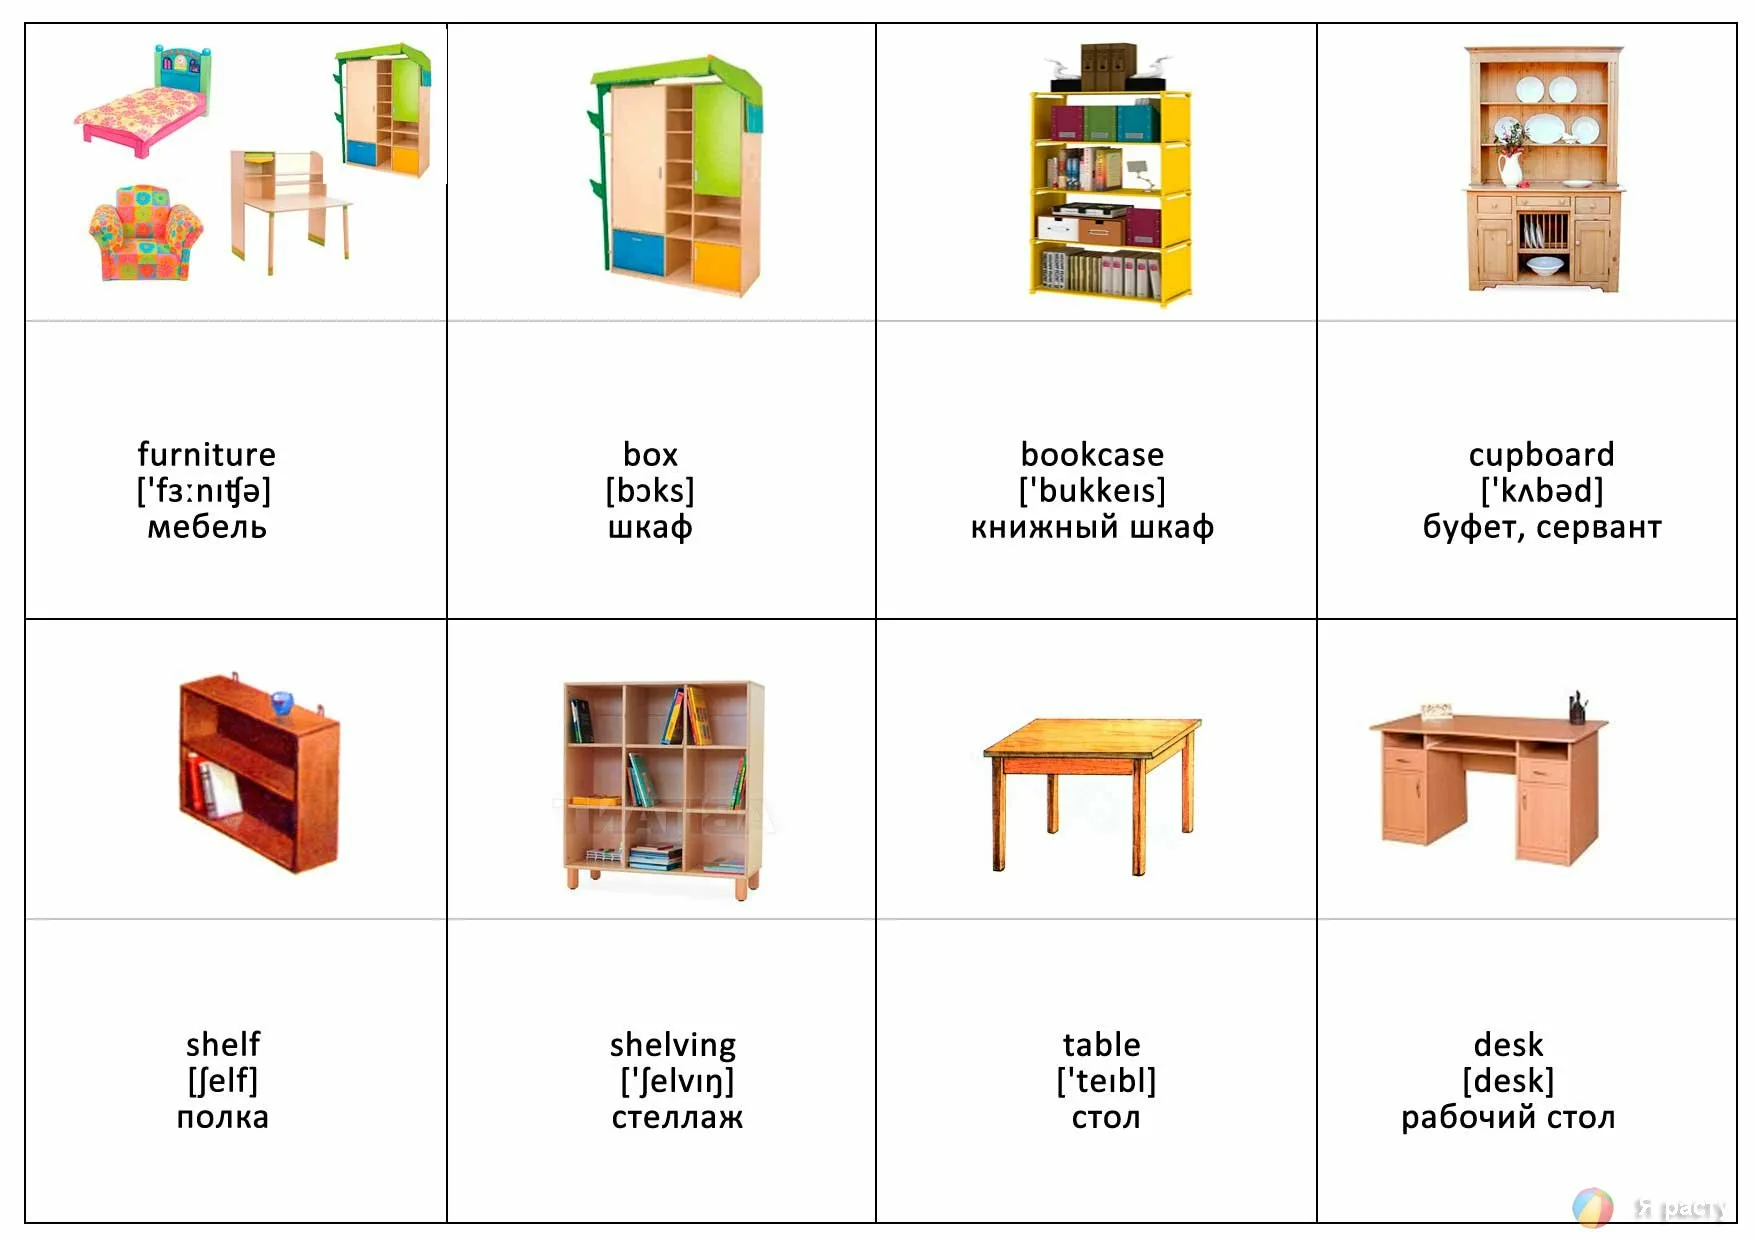 furniture
['fɜːnɪʧə]
мебель
box
[bɔks]
шкаф
bookcase
['bukkeɪs]
книжный шкаф
cupboard
['kʌbəd]
буфет, сервант
shelf
[ʃelf]
полка
shelving
['ʃelvɪŋ]
стеллаж
table
['teɪbl]
стол
desk
[desk]
рабочий стол
Я расту